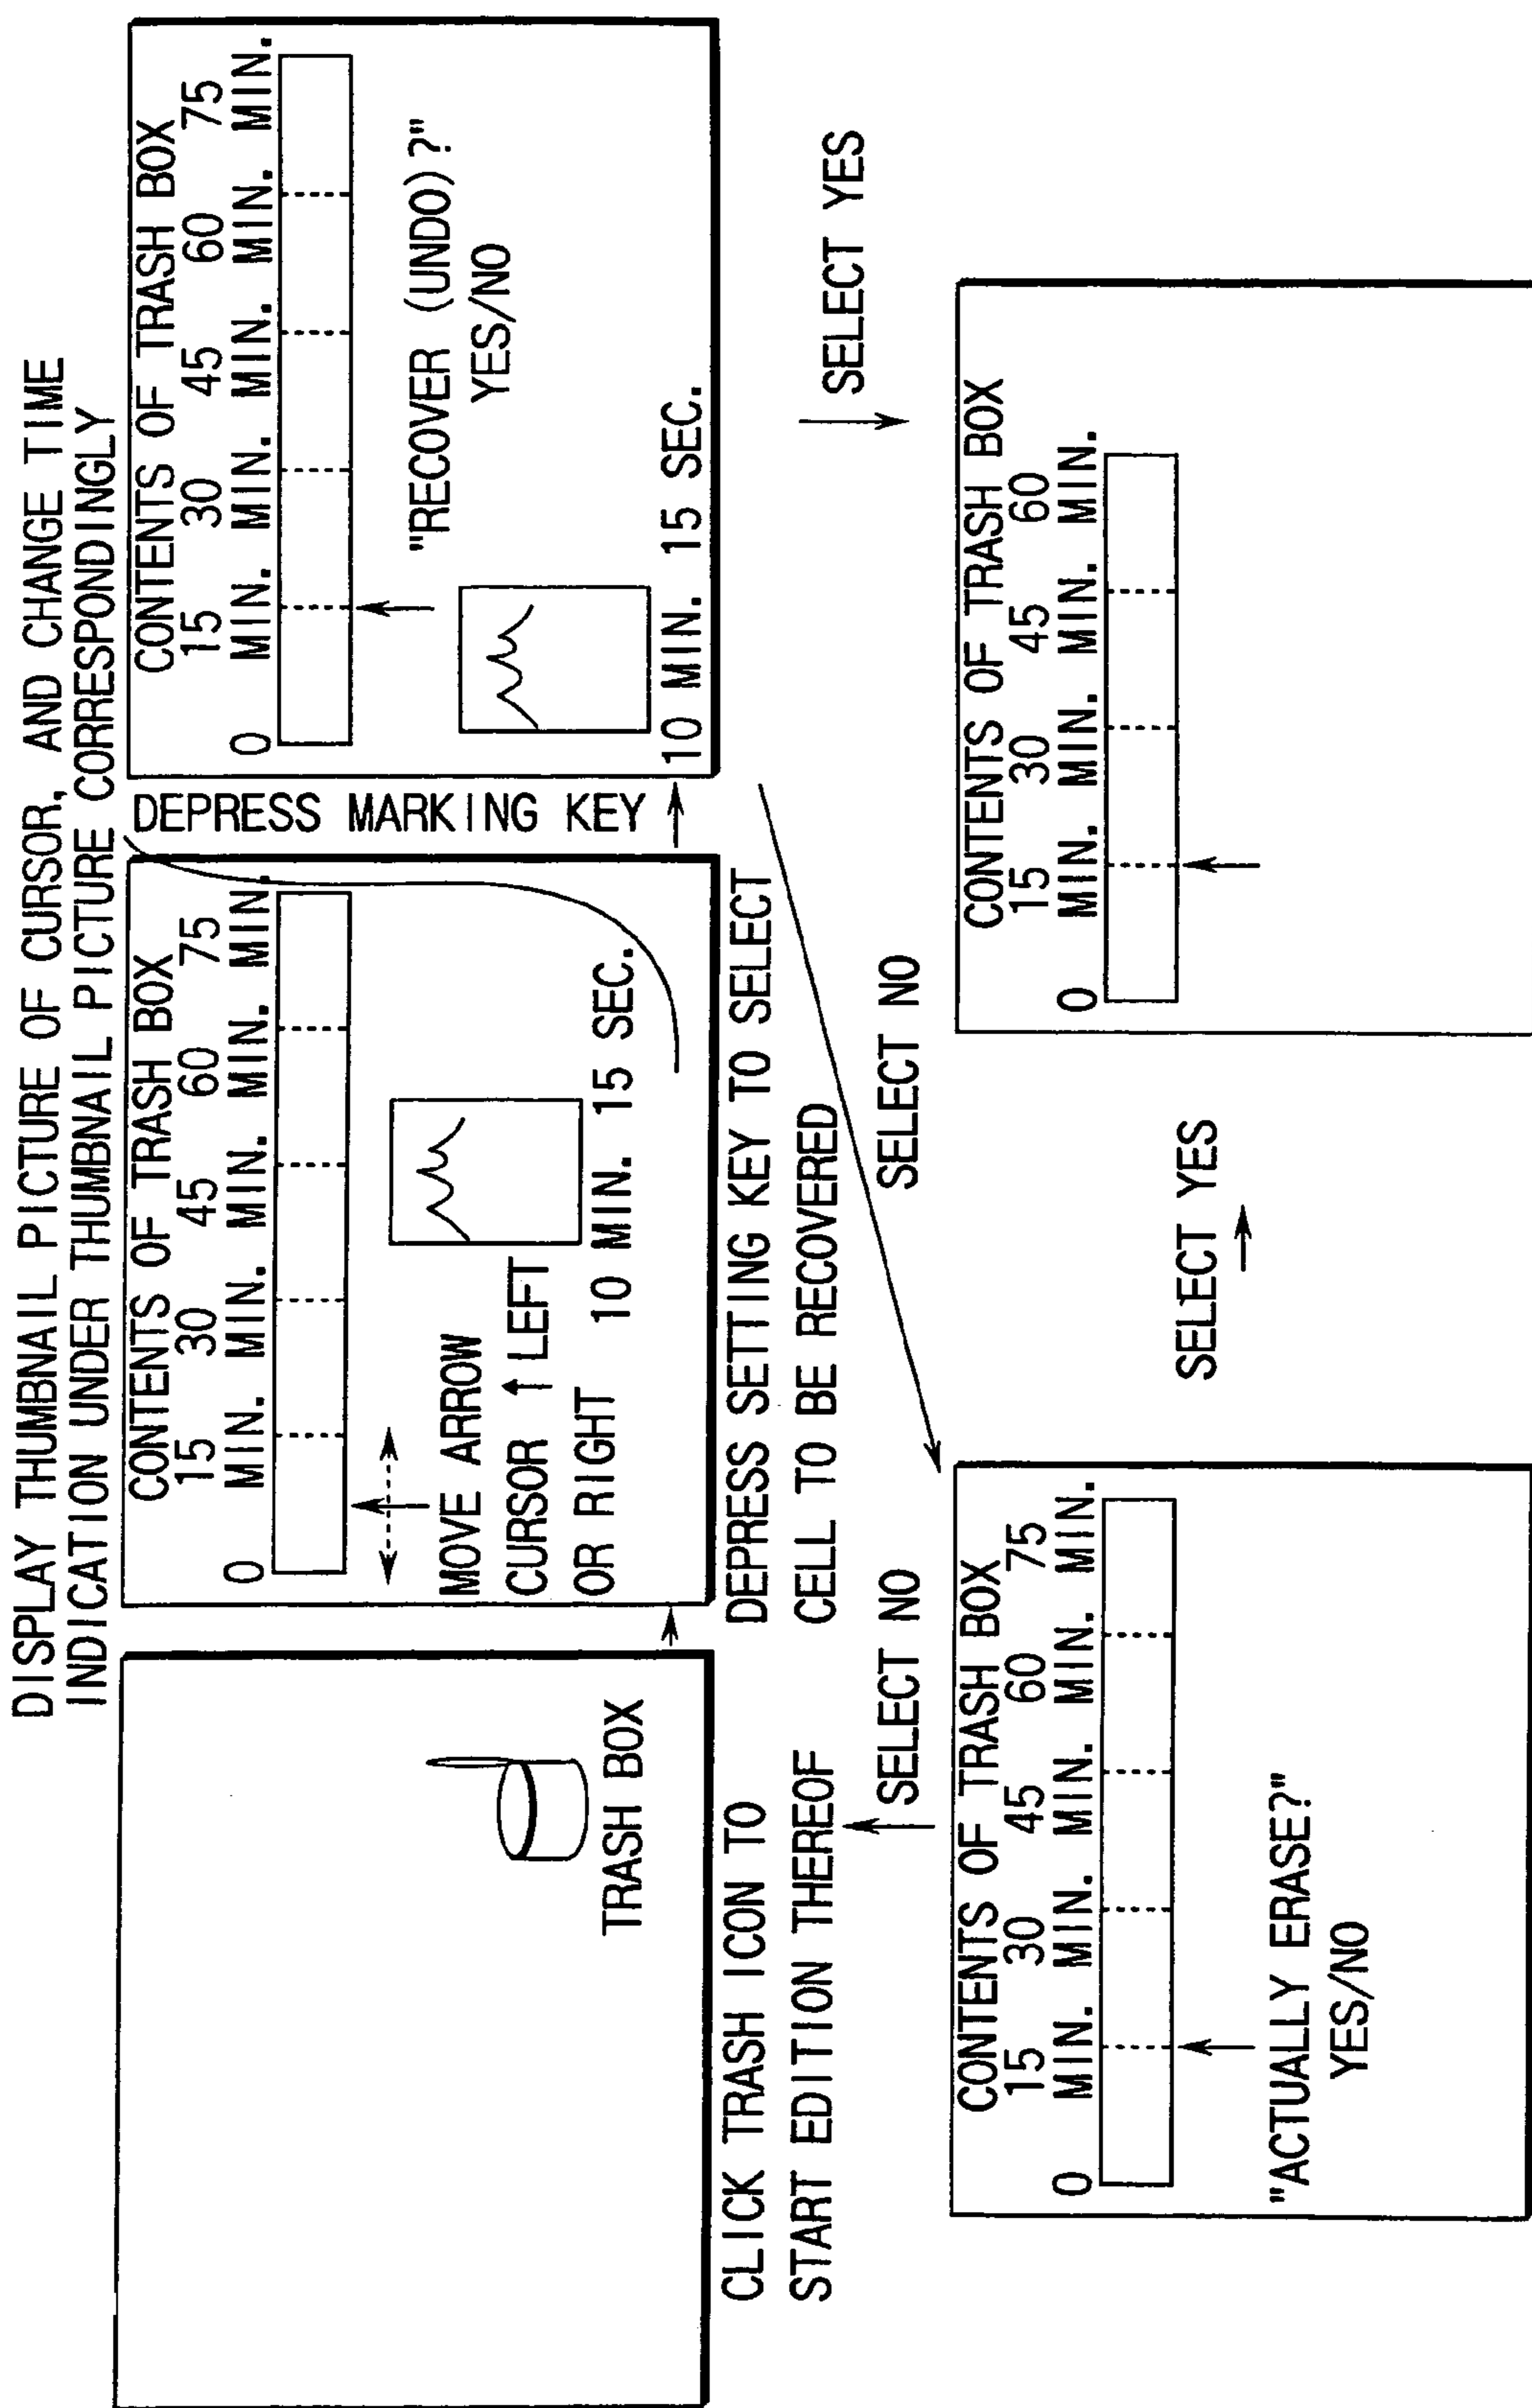 DISPLAY THUMBNAIL PICTURE OF CURSOR, AND CHANGE TIME
INDICATION UNDER THUMBNAIL PICTURE CORRESPONDINGLY
TRASH BOX
CLICK TRASH ICON TO
START EDITION THEREOF
CONTENTS OF TRASH BOX
15 30 45 60 75
0 MIN. MIN. MIN. MIN. MIN.
MOVE ARROW
CURSOR ↑ LEFT
OR RIGHT
10 MIN. 15 SEC.
DEPRESS SETTING KEY TO SELECT
CELL TO BE RECOVERED
DEPRESS MARKING KEY
CONTENTS OF TRASH BOX
15 30 45 60 75
0 MIN. MIN. MIN. MIN. MIN.
"RECOVER (UNDO)?"
YES/NO
10 MIN. 15 SEC.
SELECT NO
SELECT NO
SELECT YES
CONTENTS OF TRASH BOX
15 30 45 60 75
0 MIN. MIN. MIN. MIN. MIN.
"ACTUALLY ERASE?"
YES/NO
SELECT YES
CONTENTS OF TRASH BOX
15 30 45 60
0 MIN. MIN. MIN. MIN.